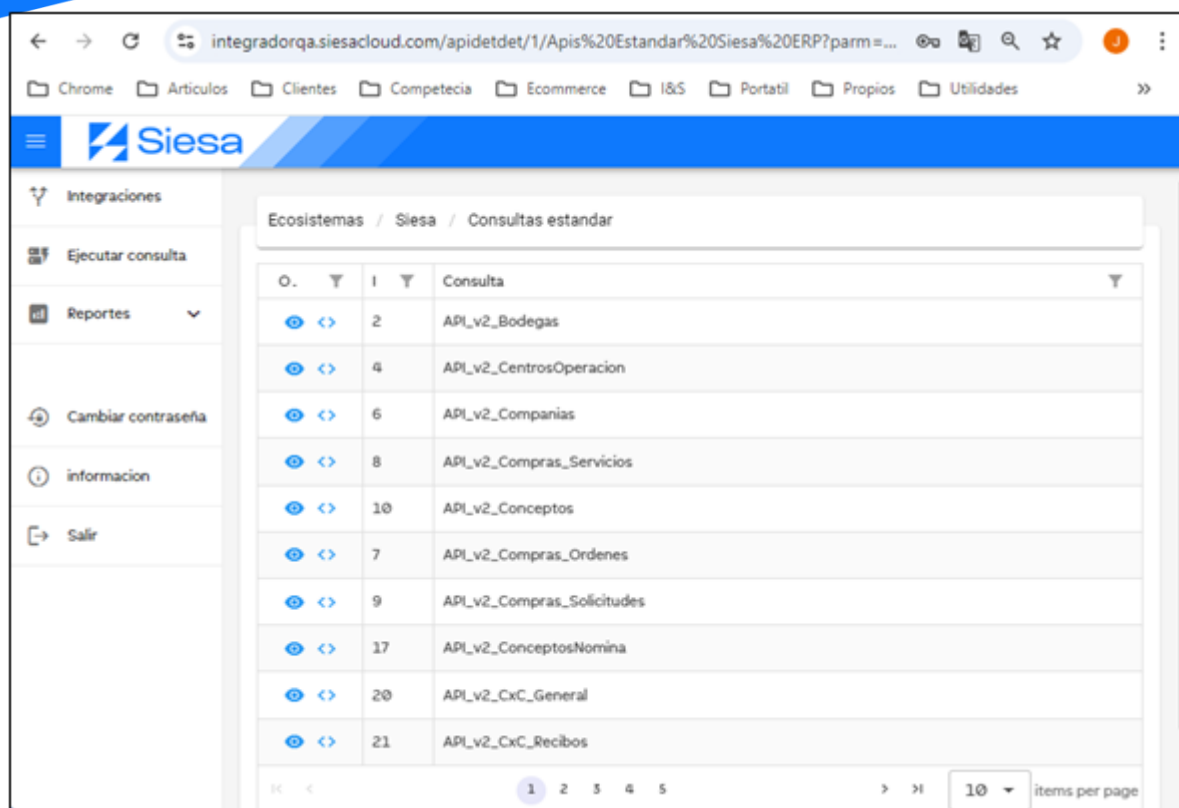 integradorqa.siesacloud.com/apidetdet/1/Apis%20Estandar%20Siesa%20ERP?parm=...
J
Chrome Articulos Clientes Competecia Ecommerce I&S Portatil Propios Utilidades »
Siesa
Integraciones
Ejecutar consulta
Reportes
Cambiar contraseña
informacion
Salir
Ecosistemas / Siesa / Consultas estandar
O. I Consulta
2 API_v2_Bodegas
4 API_v2_CentrosOperacion
6 API_v2_Companias
8 API_v2_Compras_Servicios
10 API_v2_Conceptos
7 API_v2_Compras_Ordenes
9 API_v2_Compras_Solicitudes
17 API_v2_ConceptosNomina
20 API_v2_CxC_General
21 API_v2_CxC_Recibos
1 2 3 4 5 10 items per page